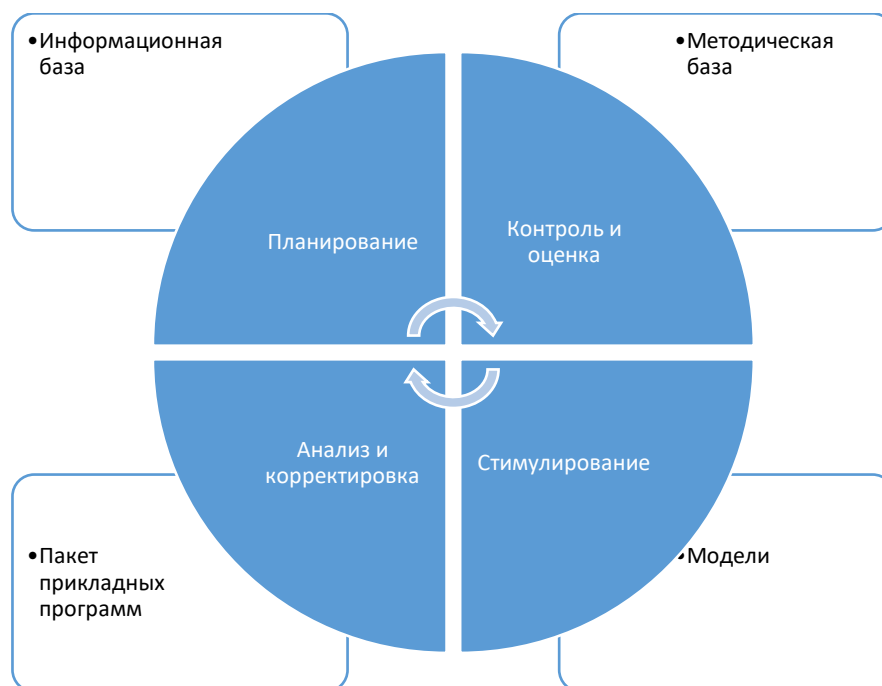 •Информационная
база
•Методическая
база
Планирование
Контроль и
оценка
Анализ и
корректировка
Стимулирование
•Пакет
прикладных
программ
•Модели